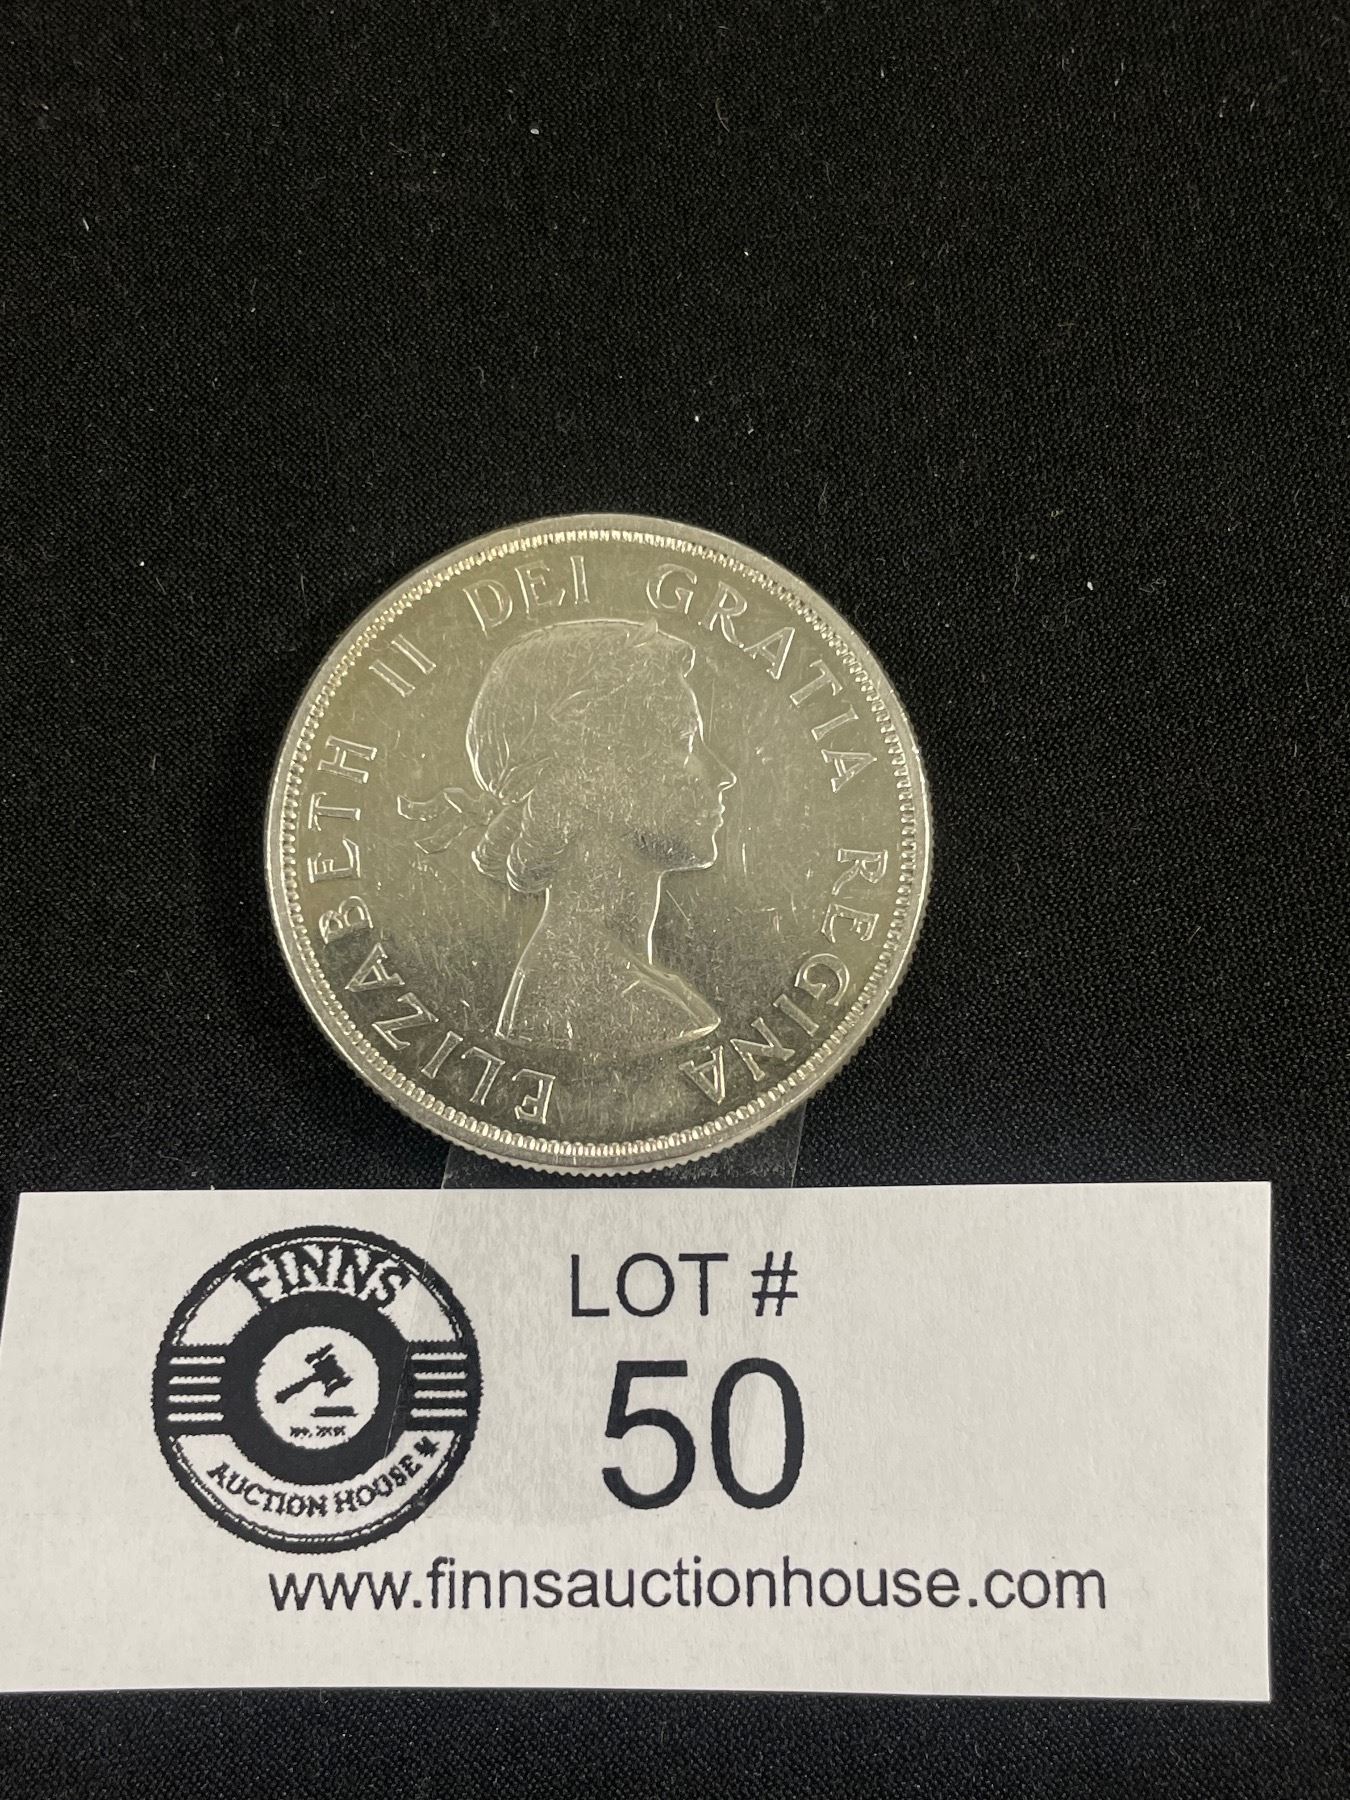 ELIZABETH II DEI GRATIA REGINA
FINNS
AUCTION HOUSE
LOT #
50
www.finnsauctionhouse.com